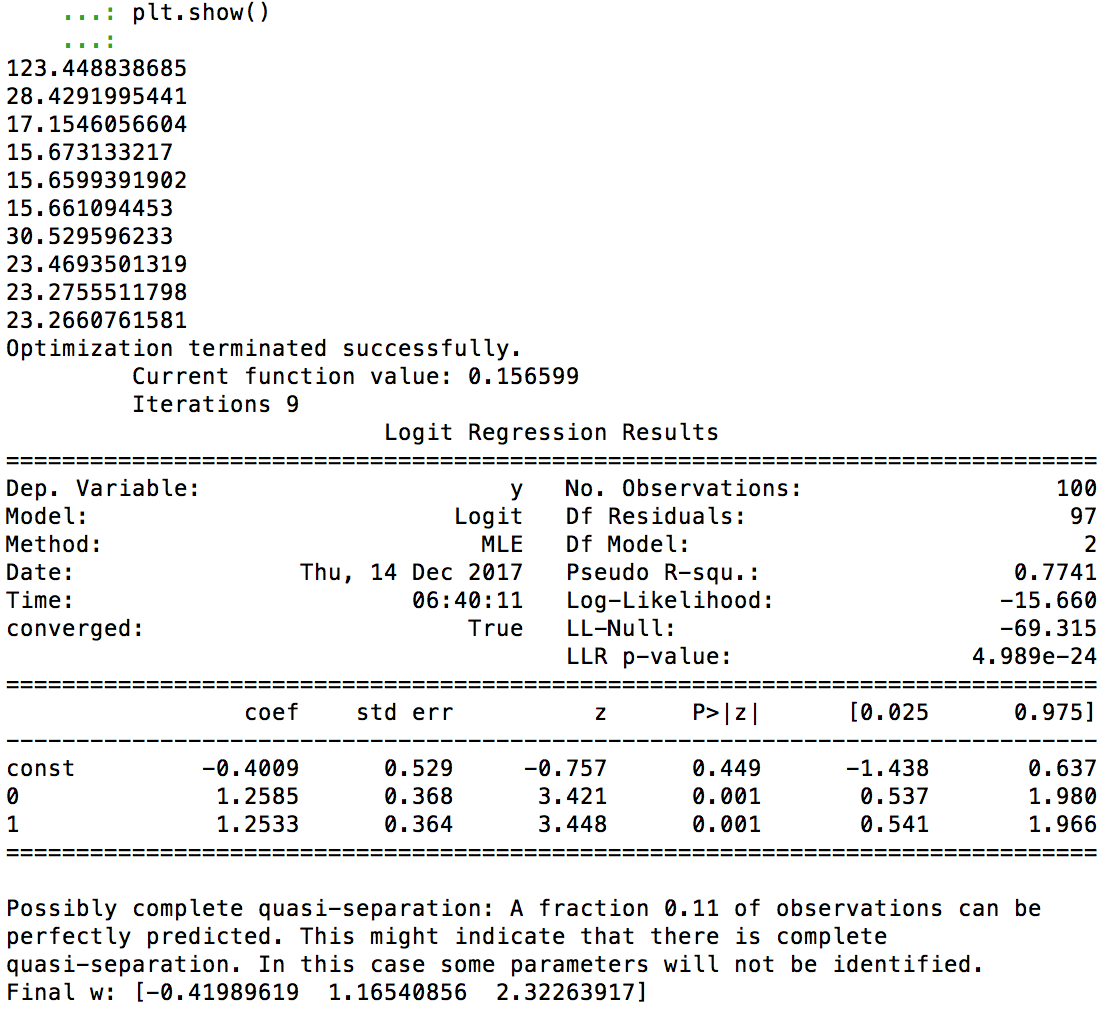 ...: plt.show()
...:
123.448838685
28.4291995441
17.1546056604
15.673133217
15.6599391902
15.661094453
30.529596233
23.4693501319
23.2755511798
23.2660761581
Optimization terminated successfully.
         Current function value: 0.156599
         Iterations 9
                           Logit Regression Results
==============================================================================
Dep. Variable:                      y   No. Observations:                  100
Model:                          Logit   Df Residuals:                       97
Method:                           MLE   Df Model:                            2
Date:                Thu, 14 Dec 2017   Pseudo R-squ.:                  0.7741
Time:                        06:40:11   Log-Likelihood:                -15.660
converged:                       True   LL-Null:                       -69.315
                                        LLR p-value:                 4.989e-24
==============================================================================
                 coef    std err          z      P>|z|      [0.025      0.975]
------------------------------------------------------------------------------
const         -0.4009      0.529     -0.757      0.449      -1.438       0.637
0              1.2585      0.368      3.421      0.001       0.537       1.980
1              1.2533      0.364      3.448      0.001       0.541       1.966
==============================================================================
Possibly complete quasi-separation: A fraction 0.11 of observations can be
perfectly predicted. This might indicate that there is complete
quasi-separation. In this case some parameters will not be identified.
Final w: [-0.41989619  1.16540856  2.32263917]